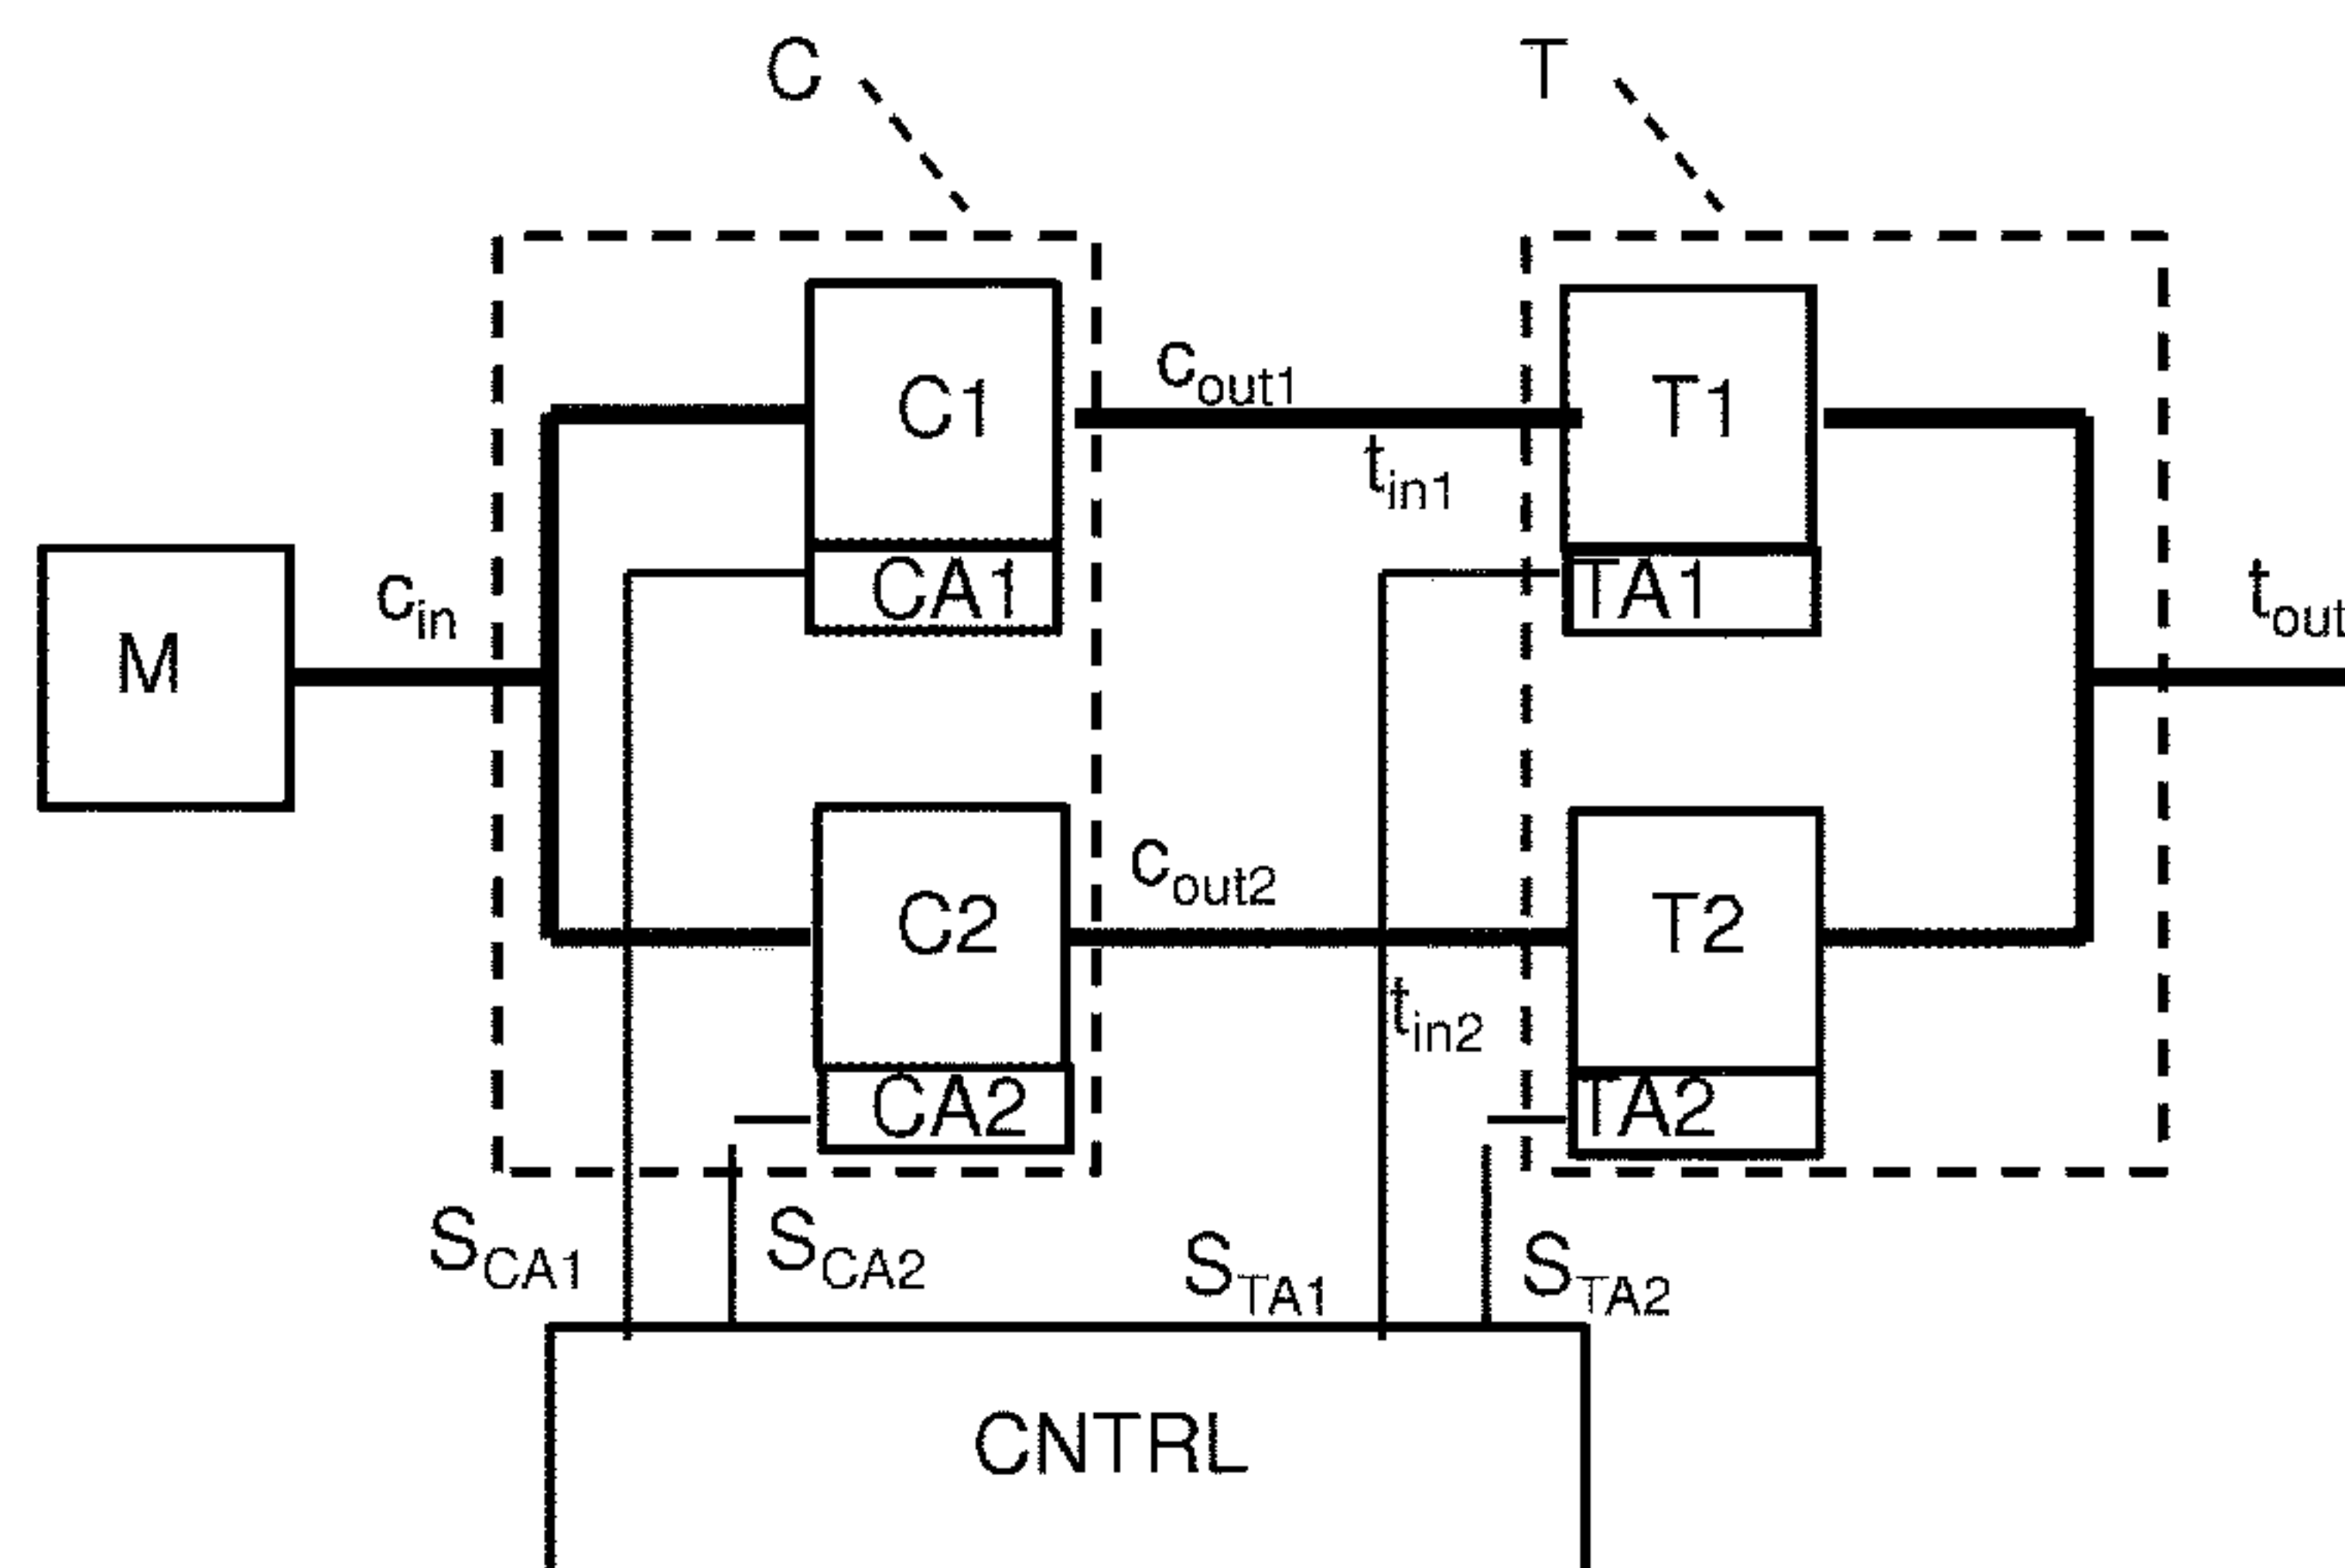 C
T
C1
c_out1
T1
t_in1
CA1
TA1
c_in
t_out
M
C2
c_out2
T2
t_in2
CA2
TA2
S_CA1
S_CA2
S_TA1
S_TA2
CNTRL